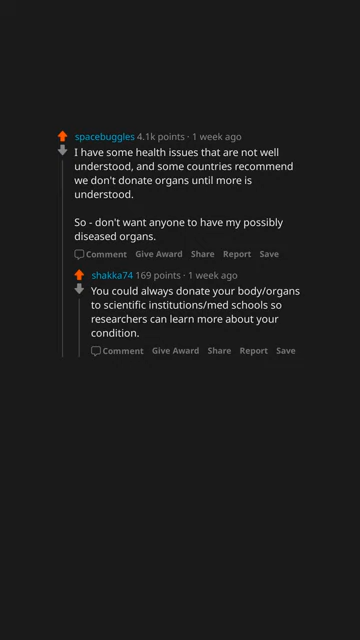 spacebuggles 4.1k points · 1 week ago
I have some health issues that are not well
understood, and some countries recommend
we don't donate organs until more is
understood.
So - don't want anyone to have my possibly
diseased organs.
Comment Give Award Share Report Save
shakka74 169 points · 1 week ago
You could always donate your body/organs
to scientific institutions/med schools so
researchers can learn more about your
condition.
Comment Give Award Share Report Save